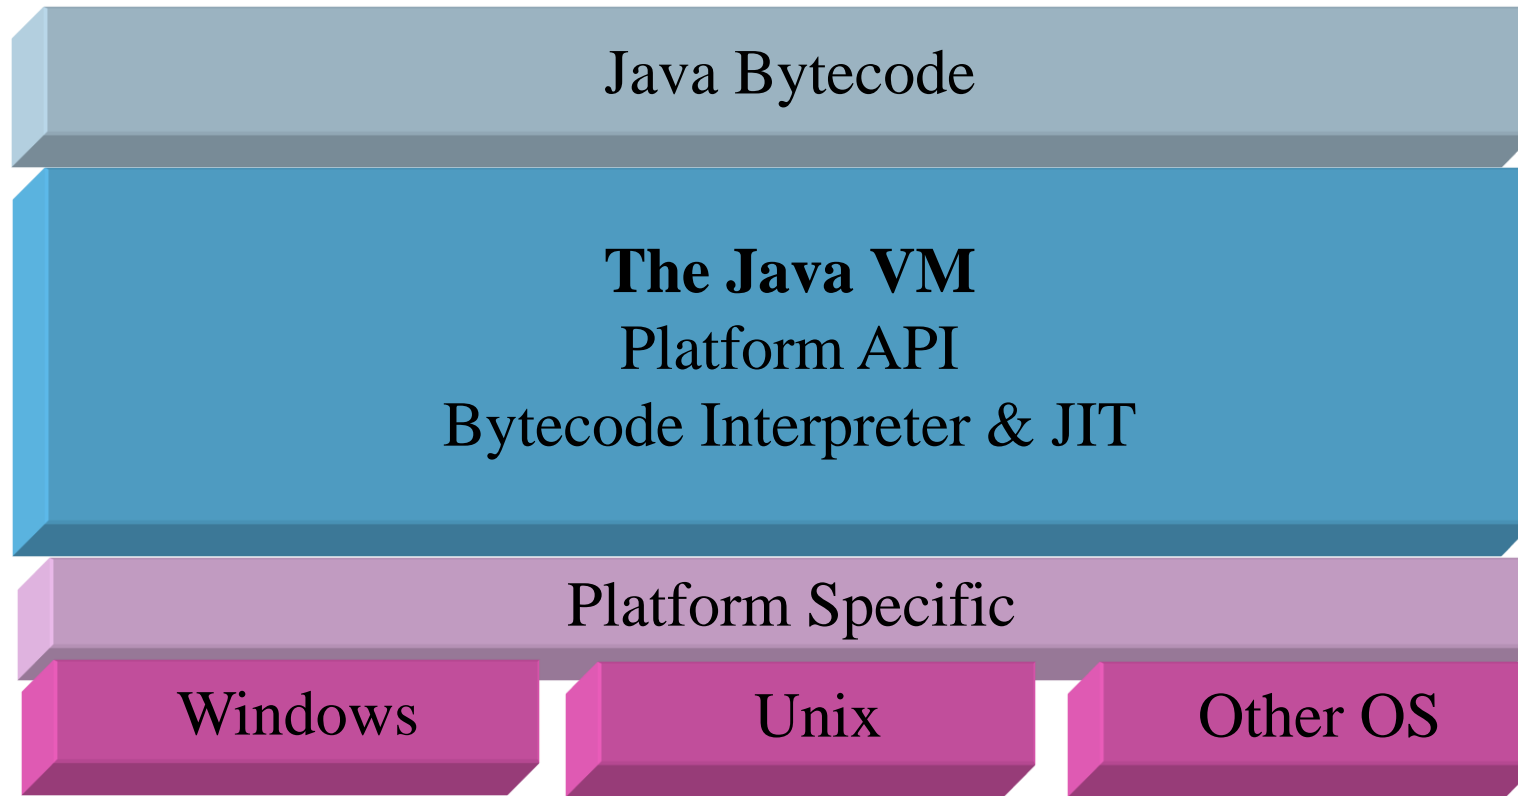 Java Bytecode
The Java VM
Platform API
Bytecode Interpreter & JIT
Platform Specific
Windows
Unix
Other OS